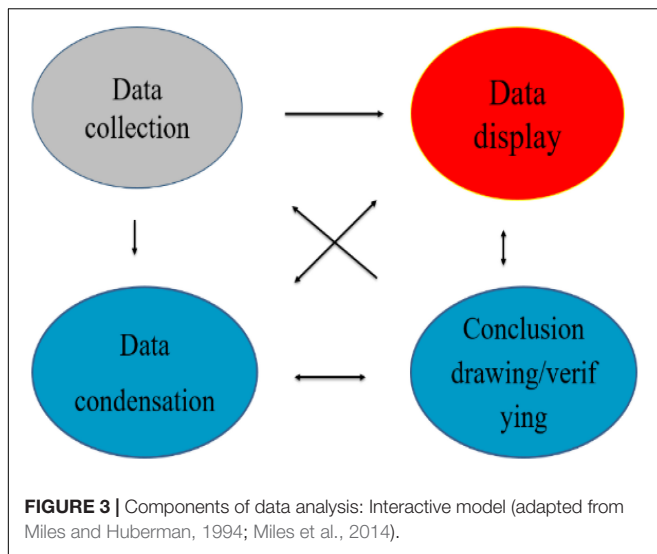 Data
collection
Data
display
Data
condensation
Conclusion
drawing/verif
ying
FIGURE 3 | Components of data analysis: Interactive model (adapted from
Miles and Huberman, 1994; Miles et al., 2014).